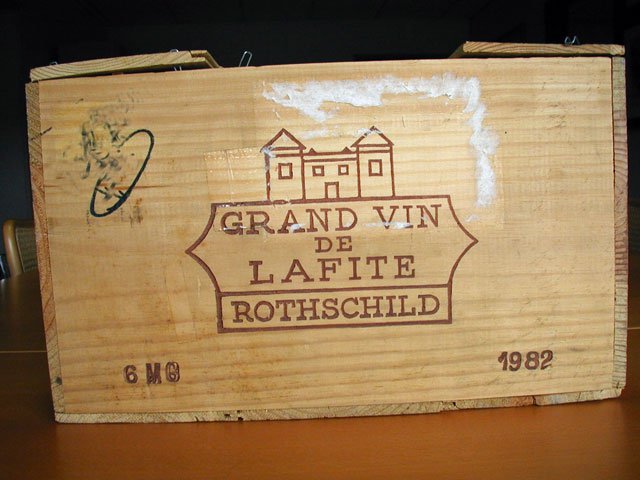 GRAND VIN
DE
LAFITE
ROTHSCHILD
6 MG 1982